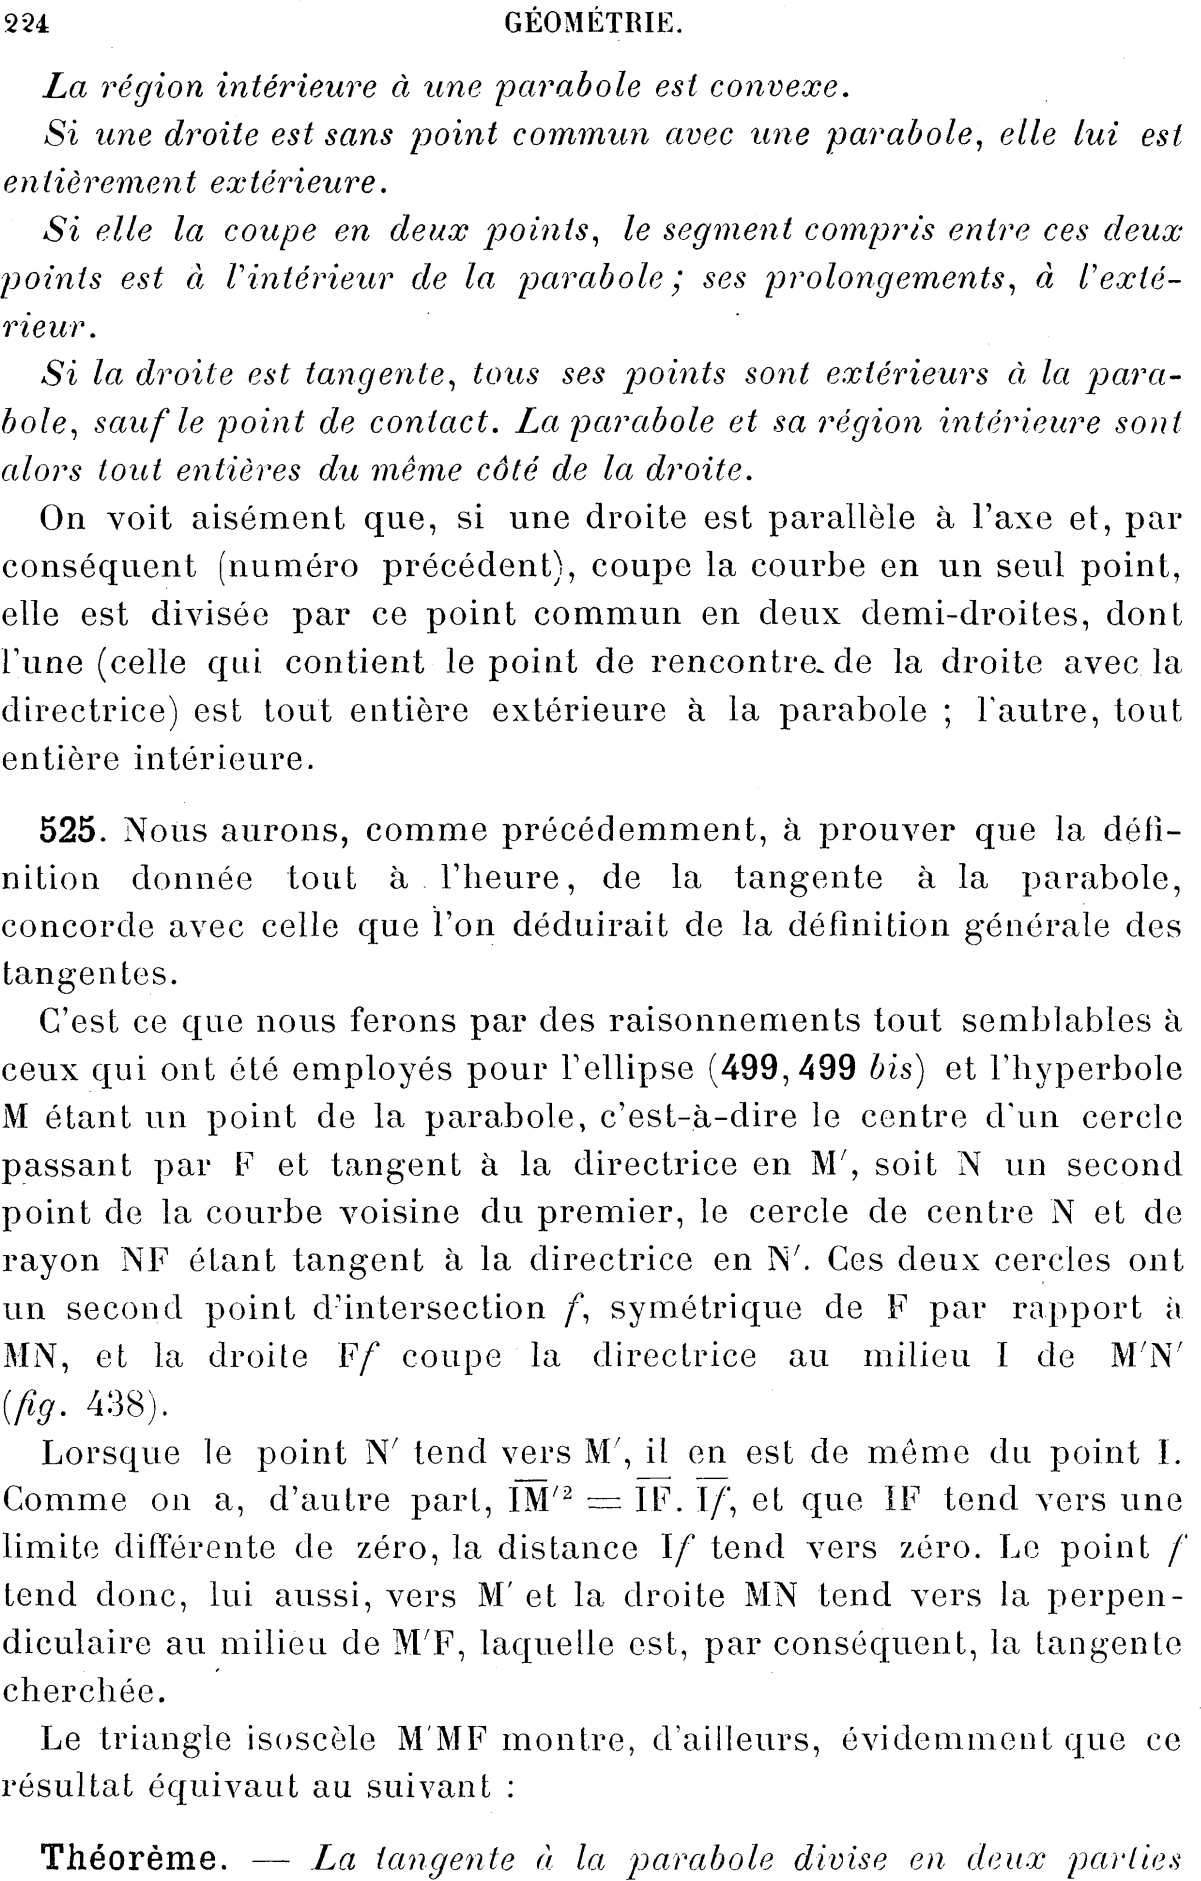 224 GÉOMÉTRIE.
La région intérieure à une parabole est convexe.
Si une droite est sans point commun avec une parabole, elle lui est
entièrement extérieure.
Si elle la coupe en deux points, le segment compris entre ces deux
points est à l'intérieur de la parabole ; ses prolongements, à l'exté-
rieur.
Si la droite est tangente, tous ses points sont extérieurs à la para-
bole, sauf le point de contact. La parabole et sa région intérieure sont
alors tout entières du même côté de la droite.
On voit aisément que, si une droite est parallèle à l'axe et, par
conséquent (numéro précédent), coupe la courbe en un seul point,
elle est divisée par ce point commun en deux demi-droites, dont
l'une (celle qui contient le point de rencontre de la droite avec la
directrice) est tout entière extérieure à la parabole ; l'autre, tout
entière intérieure.
525. Nous aurons, comme précédemment, à prouver que la défi-
nition donnée tout à l'heure, de la tangente à la parabole,
concorde avec celle que l'on déduirait de la définition générale des
tangentes.
C'est ce que nous ferons par des raisonnements tout semblables à
ceux qui ont été employés pour l'ellipse (499, 499 bis) et l'hyperbole
M étant un point de la parabole, c'est-à-dire le centre d'un cercle
passant par F et tangent à la directrice en M′, soit N un second
point de la courbe voisine du premier, le cercle de centre N et de
rayon NF étant tangent à la directrice en N′. Ces deux cercles ont
un second point d'intersection f, symétrique de F par rapport à
MN, et la droite Ff coupe la directrice au milieu I de M′N′
(fig. 438).
Lorsque le point N′ tend vers M′, il en est de même du point I.
Comme on a, d'autre part, I̅M̅′² = I̅F̅. I̅f̅, et que IF tend vers une
limite différente de zéro, la distance If tend vers zéro. Le point f
tend donc, lui aussi, vers M′ et la droite MN tend vers la perpen-
diculaire au milieu de M′F, laquelle est, par conséquent, la tangente
cherchée.
Le triangle isoscèle M′MF montre, d'ailleurs, évidemment que ce
résultat équivaut au suivant :
Théorème. — La tangente à la parabole divise en deux parties